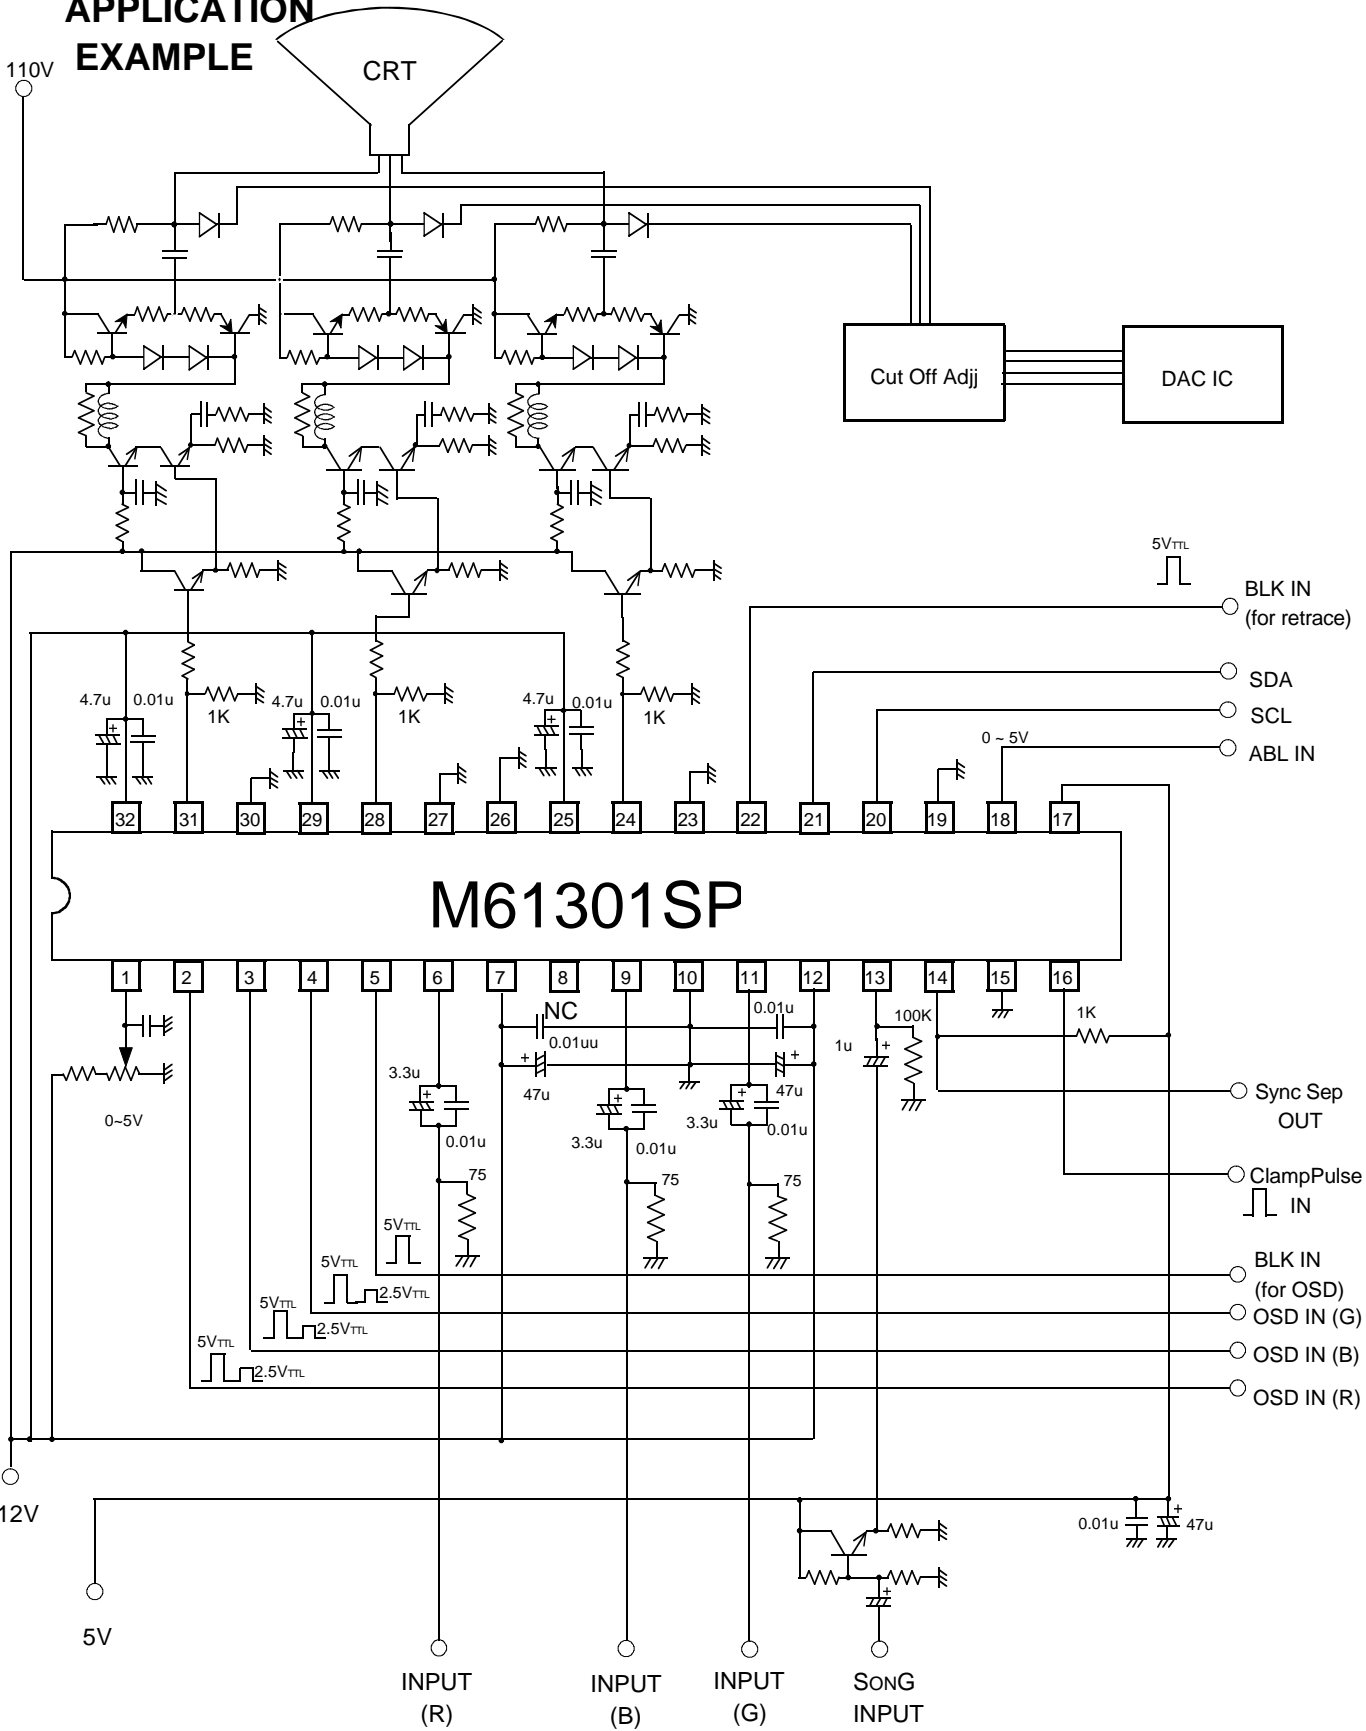 APPLICATION
EXAMPLE
110V
CRT
Cut Off Adjj
DAC IC
5VTTL
BLK IN
(for retrace)
SDA
SCL
0 ~ 5V
ABL IN
4.7u 0.01u
1K
4.7u 0.01u
1K
4.7u 0.01u
1K
32 31 30 29 28 27 26 25 24 23 22 21 20 19 18 17
M61301SP
1 2 3 4 5 6 7 8 9 10 11 12 13 14 15 16
NC
0.01uu
0.01u
47u
47u
1u
100K
1K
0~5V
3.3u
0.01u
3.3u
0.01u
3.3u
0.01u
75
75
75
Sync Sep
OUT
ClampPulse
IN
5VTTL
BLK IN
(for OSD)
5VTTL
2.5VTTL
OSD IN (G)
5VTTL
2.5VTTL
OSD IN (B)
5VTTL
2.5VTTL
OSD IN (R)
12V
0.01u
47u
5V
INPUT
(R)
INPUT
(B)
INPUT
(G)
SONG
INPUT